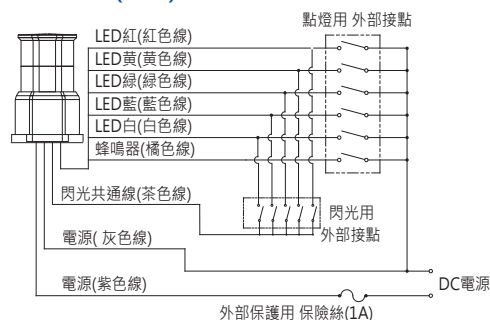 點燈用 外部接點
LED紅(紅色線)
LED黄(黃色線)
LED緑(綠色線)
LED藍(藍色線)
LED白(白色線)
蜂鳴器(橘色線)
閃光共通線(茶色線)
閃光用
外部接點
電源( 灰色線)
電源(紫色線)
DC電源
外部保護用 保險絲(1A)